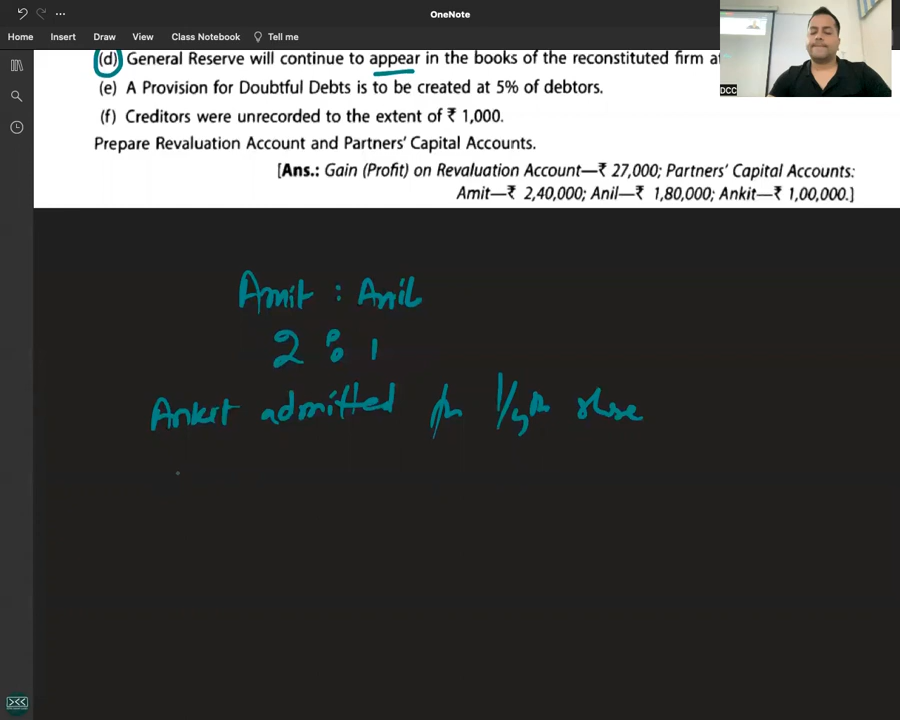 OneNote
Home Insert Draw View Class Notebook Tell me
(d) General Reserve will continue to appear in the books of the reconstituted firm at
(e) A Provision for Doubtful Debts is to be created at 5% of debtors.
(f) Creditors were unrecorded to the extent of ₹ 1,000.
Prepare Revaluation Account and Partners' Capital Accounts.
[Ans.: Gain (Profit) on Revaluation Account—₹ 27,000; Partners' Capital Accounts:
Amit—₹ 2,40,000; Anil—₹ 1,80,000; Ankit—₹ 1,00,000.]
DCC
Amit : Anil
2 : 1
Ankit admitted for share